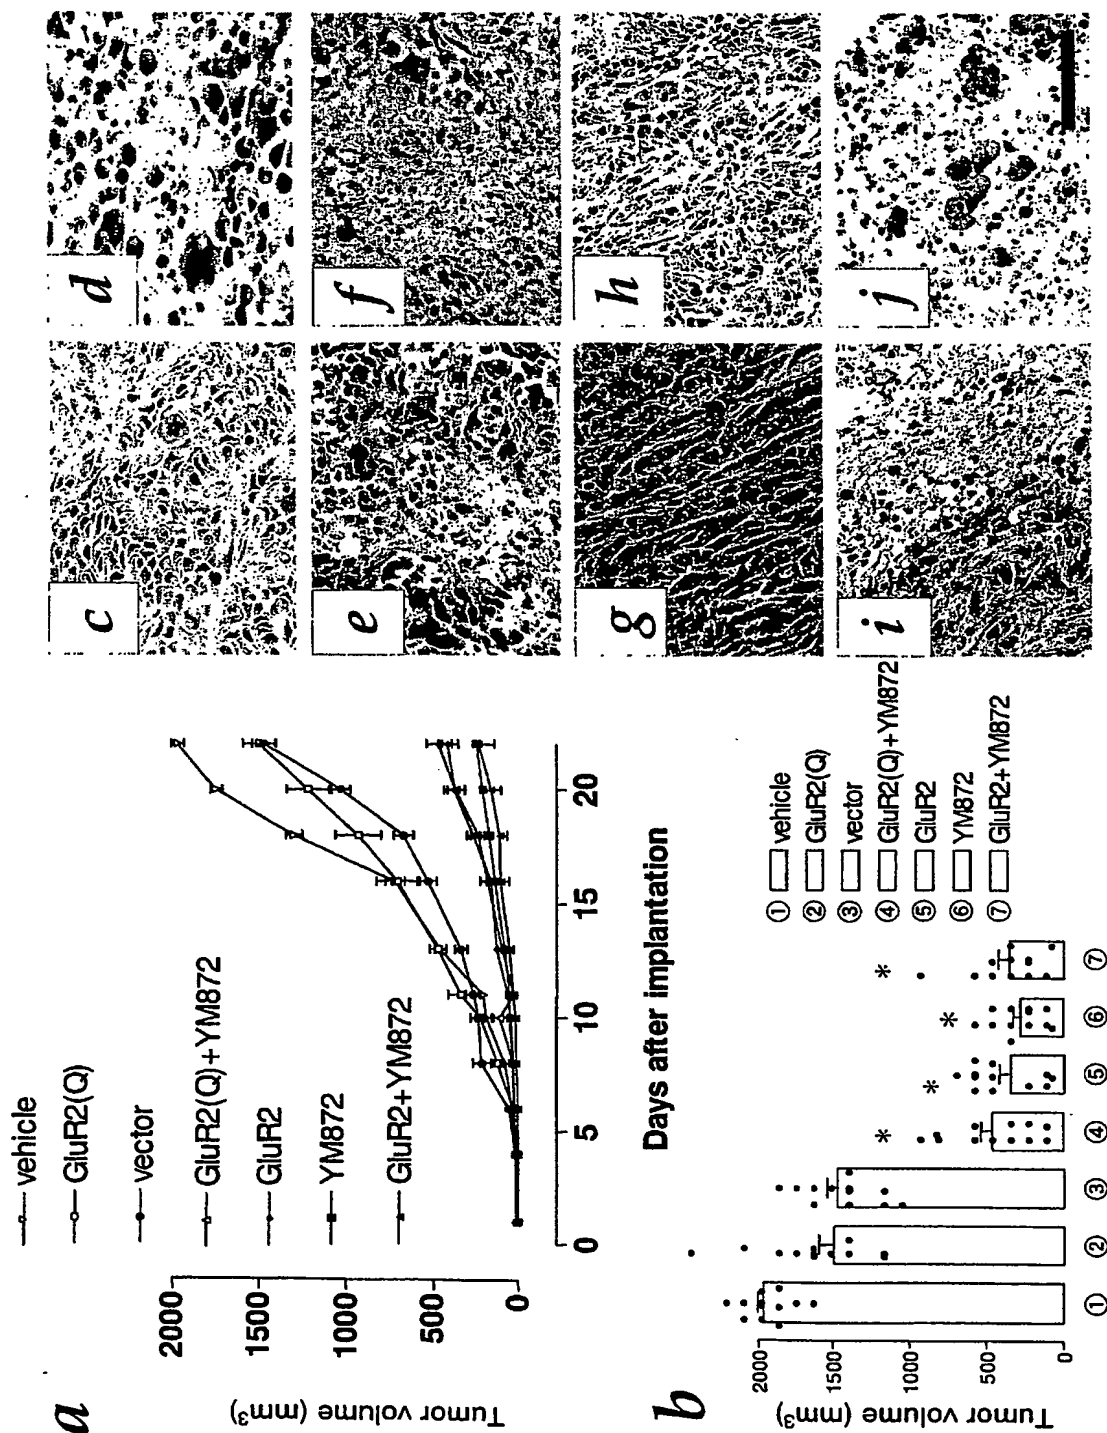 a
vehicle
GluR2(Q)
vector
GluR2(Q)+YM872
GluR2
YM872
GluR2+YM872
Tumor volume (mm³)
2000
1500
1000
500
0
0
5
10
15
20
Days after implantation
b
Tumor volume (mm³)
2000
1500
1000
500
0
*
*
*
*
① ② ③ ④ ⑤ ⑥ ⑦
① vehicle
② GluR2(Q)
③ vector
④ GluR2(Q)+YM872
⑤ GluR2
⑥ YM872
⑦ GluR2+YM872
c
d
e
f
g
h
i
j